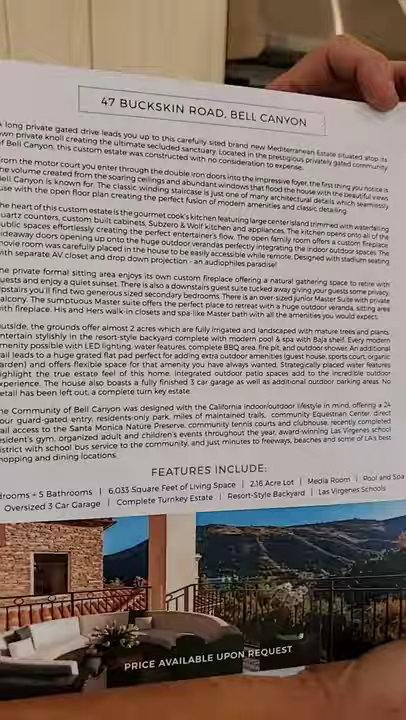 47 BUCKSKIN ROAD, BELL CANYON
A long private gated drive leads you up to this carefully sited brand new Mediterranean Estate situated atop its
own private knoll creating the ultimate secluded sanctuary. Located in the prestigious privately gated community
of Bell Canyon, this custom estate was constructed with no consideration to expense.
From the motor court you enter through the double iron doors into the impressive foyer, the first thing you notice is
the volume created from the soaring ceilings and abundant windows that flood the house with the beautiful views
Bell Canyon is known for. The classic winding staircase is just one of many architectural details which seamlessly
use with the open floor plan creating the perfect fusion of modern amenities and classic detailing.
he heart of this custom estate is the gourmet cook's kitchen featuring large center island trimmed with waterfalling
quartz counters, custom built cabinets, Subzero & Wolf kitchen and appliances. The kitchen opens onto all of the
public spaces effortlessly creating the perfect entertainer's flow. The open family room offers a custom fireplace,
hideaway doors opening up onto the huge outdoor verandas perfectly integrating the indoor outdoor spaces. The
movie room was carefully placed in the house to be easily accessible while remote. Designed with stadium seating
with separate AV closet and drop down projection - an audiophiles paradise!
he private formal sitting area enjoys its own custom fireplace offering a natural gathering space to retire with
uests and enjoy a quiet sunset. There is also a downstairs guest suite tucked away giving your guests some privacy.
pstairs you'll find two generous sized secondary bedrooms. There is an over-sized junior Master Suite with private
alcony. The sumptuous Master suite offers the perfect place to retreat with a huge outdoor veranda, sitting area
ith fireplace, His and Hers walk-in closets and spa-like Master bath with all the amenities you would expect.
utside, the grounds offer almost 2 acres which are fully irrigated and landscaped with mature trees and plants.
ntertain stylishly in the resort-style backyard complete with modern pool & spa with Baja shelf. Every modern
menity possible with LED lighting, water features, complete BBQ area, fire pit, and outdoor shower. An additional
ail leads to a huge grated flat pad perfect for adding extra outdoor amenities (guest house, sports court, organic
arden) and offers flexible space for that amenity you have always wanted. Strategically placed water features
ighlight the true estate feel of this home. Integrated outdoor patio spaces add to the incredible outdoor
xperience. The house also boasts a fully finished 3 car garage as well as additional outdoor parking areas. No
etail has been left out, a complete turn key estate.
he Community of Bell Canyon was designed with the California indoor/outdoor lifestyle in mind, offering a 24
our guard-gated entry, residents-only park, miles of maintained trails, community Equestrian Center, direct
ail access to the Santa Monica Nature Preserve, community tennis courts and clubhouse, recently completed
esident's gym, organized adult and children's events throughout the year, award-winning Las Virgenes school
istrict with school bus service to the community, and just minutes to freeways, beaches and some of LA's best
hopping and dining locations.
FEATURES INCLUDE:
drooms + 5 Bathrooms | 6,033 Square Feet of Living Space | 2.16 Acre Lot | Media Room | Pool and Spa
Oversized 3 Car Garage | Complete Turnkey Estate | Resort-Style Backyard | Las Virgenes Schools
PRICE AVAILABLE UPON REQUEST